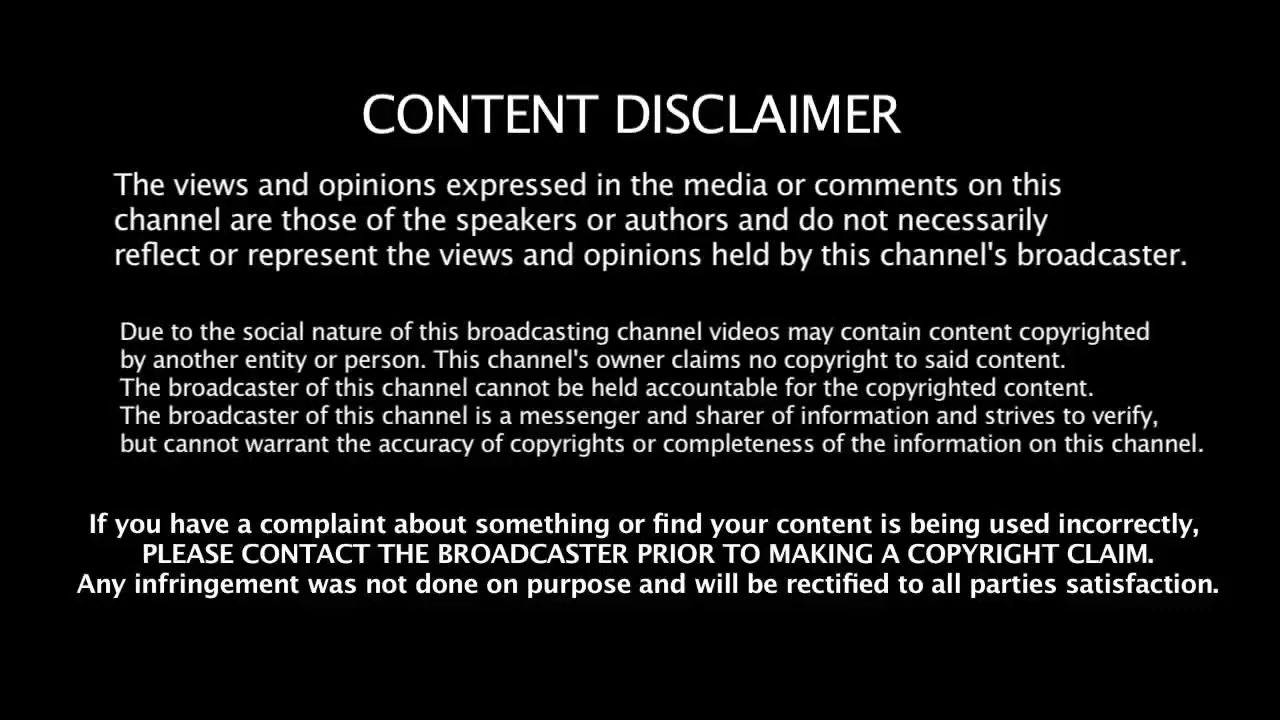 CONTENT DISCLAIMER
The views and opinions expressed in the media or comments on this
channel are those of the speakers or authors and do not necessarily
reflect or represent the views and opinions held by this channel's broadcaster.
Due to the social nature of this broadcasting channel videos may contain content copyrighted
by another entity or person. This channel's owner claims no copyright to said content.
The broadcaster of this channel cannot be held accountable for the copyrighted content.
The broadcaster of this channel is a messenger and sharer of information and strives to verify,
but cannot warrant the accuracy of copyrights or completeness of the information on this channel.
If you have a complaint about something or find your content is being used incorrectly,
PLEASE CONTACT THE BROADCASTER PRIOR TO MAKING A COPYRIGHT CLAIM.
Any infringement was not done on purpose and will be rectified to all parties satisfaction.